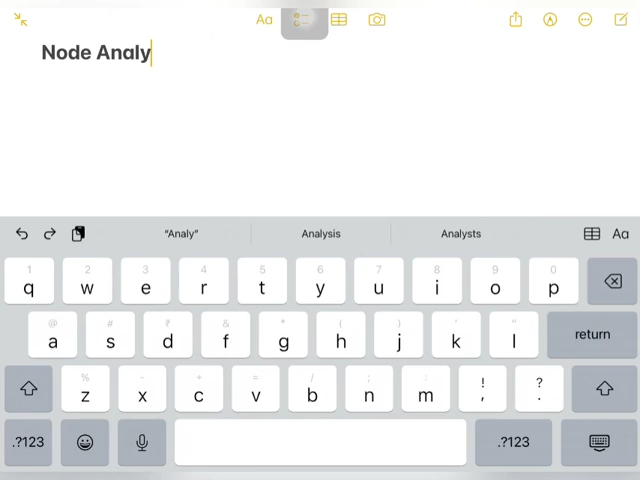 Aa
Node Analy
“Analy” Analysis Analysts Aa
1 2 3 4 5 6 7 8 9 0
q w e r t y u i o p
@ # ₹ & * ( ) ' "
a s d f g h j k l return
% - + = / ; : ! ?
z x c v b n m , .
.?123 .?123